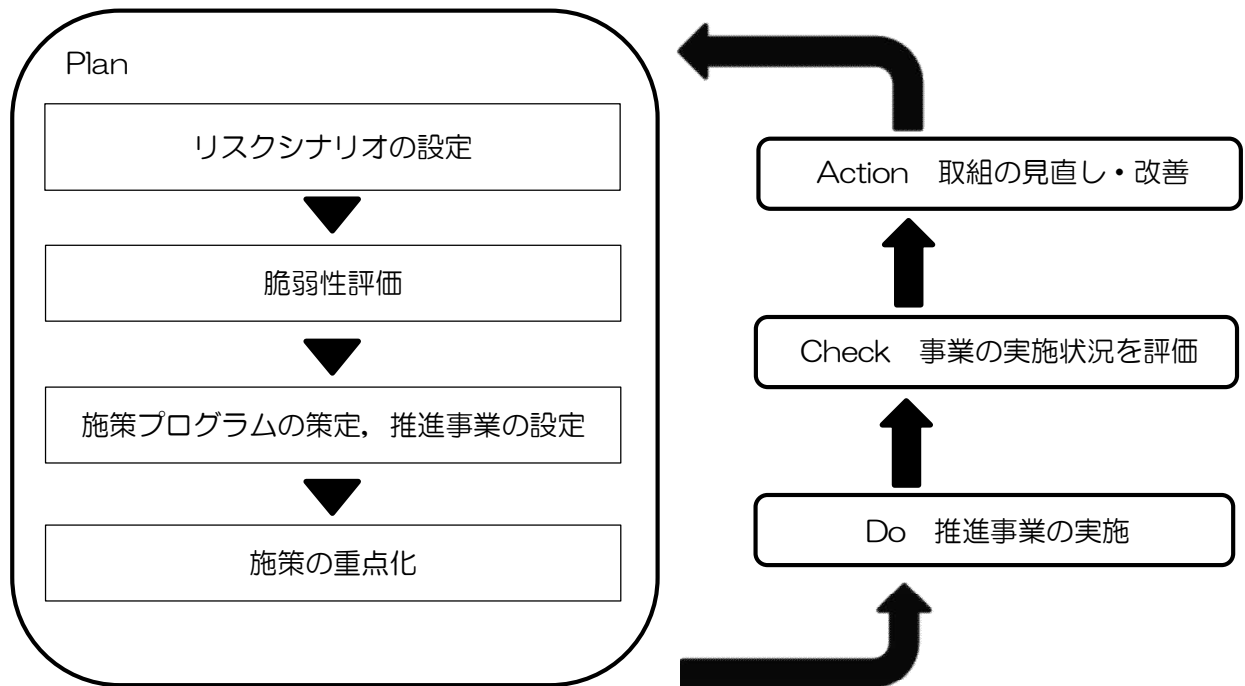 Plan
リスクシナリオの設定
脆弱性評価
施策プログラムの策定，推進事業の設定
施策の重点化
Action　取組の見直し・改善
Check　事業の実施状況を評価
Do　推進事業の実施